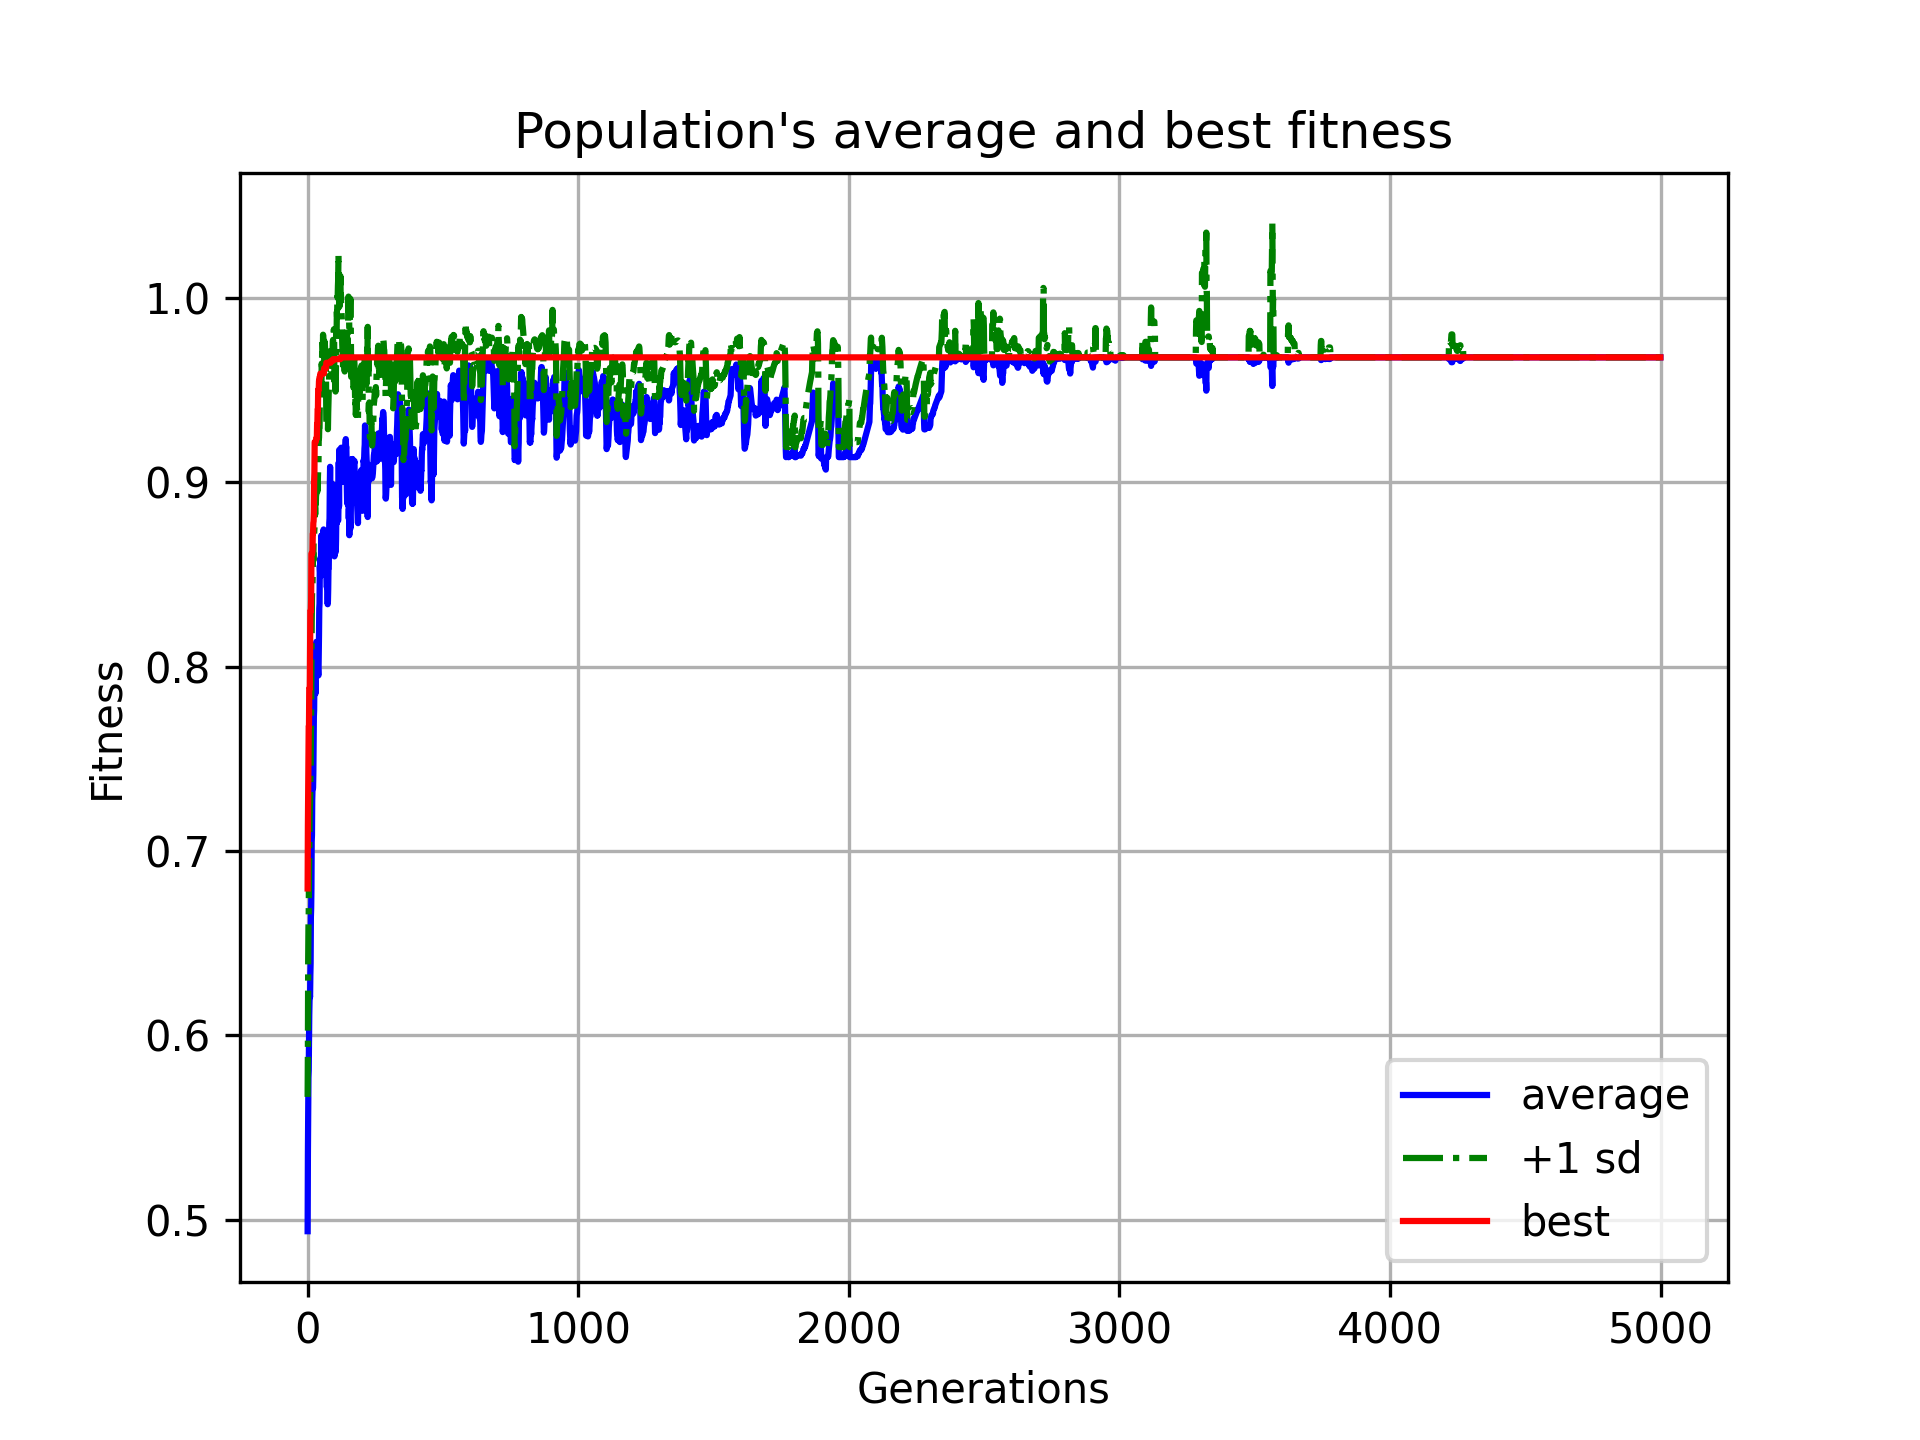 Population's average and best fitness
Fitness
1.0
0.9
0.8
0.7
0.6
0.5
0 1000 2000 3000 4000 5000
Generations
average
+1 sd
best